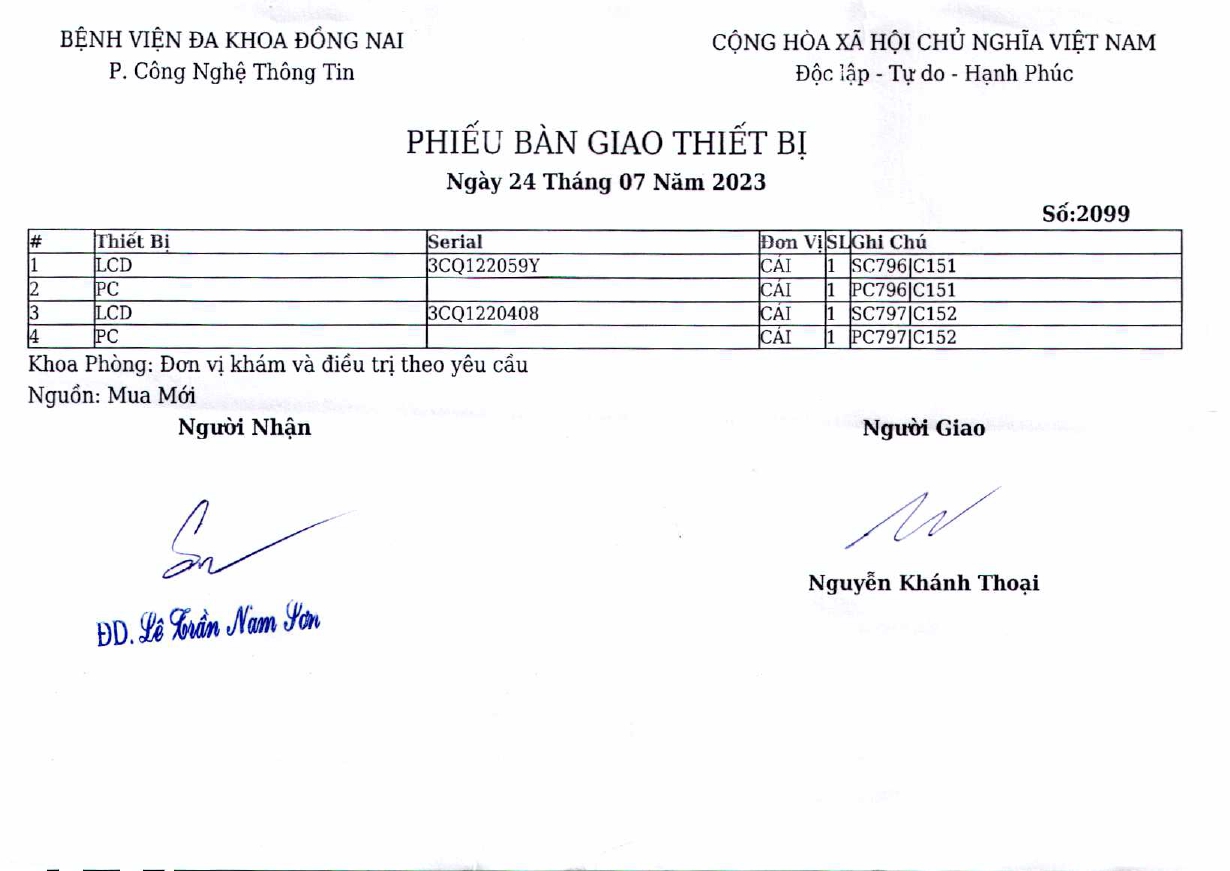 BỆNH VIỆN ĐA KHOA ĐỒNG NAI
P. Công Nghệ Thông Tin
CỘNG HÒA XÃ HỘI CHỦ NGHĨA VIỆT NAM
Độc lập - Tự do - Hạnh Phúc
PHIẾU BÀN GIAO THIẾT BỊ
Ngày 24 Tháng 07 Năm 2023
Số:2099
# Thiết Bị Serial Đơn Vị SL Ghi Chú
1 LCD 3CQ122059Y CÁI 1 SC796|C151
2 PC CÁI 1 PC796|C151
3 LCD 3CQ1220408 CÁI 1 SC797|C152
4 PC CÁI 1 PC797|C152
Khoa Phòng: Đơn vị khám và điều trị theo yêu cầu
Nguồn: Mua Mới
Người Nhận Người Giao
Nguyễn Khánh Thoại
ĐD. Lê Trần Nam Sơn